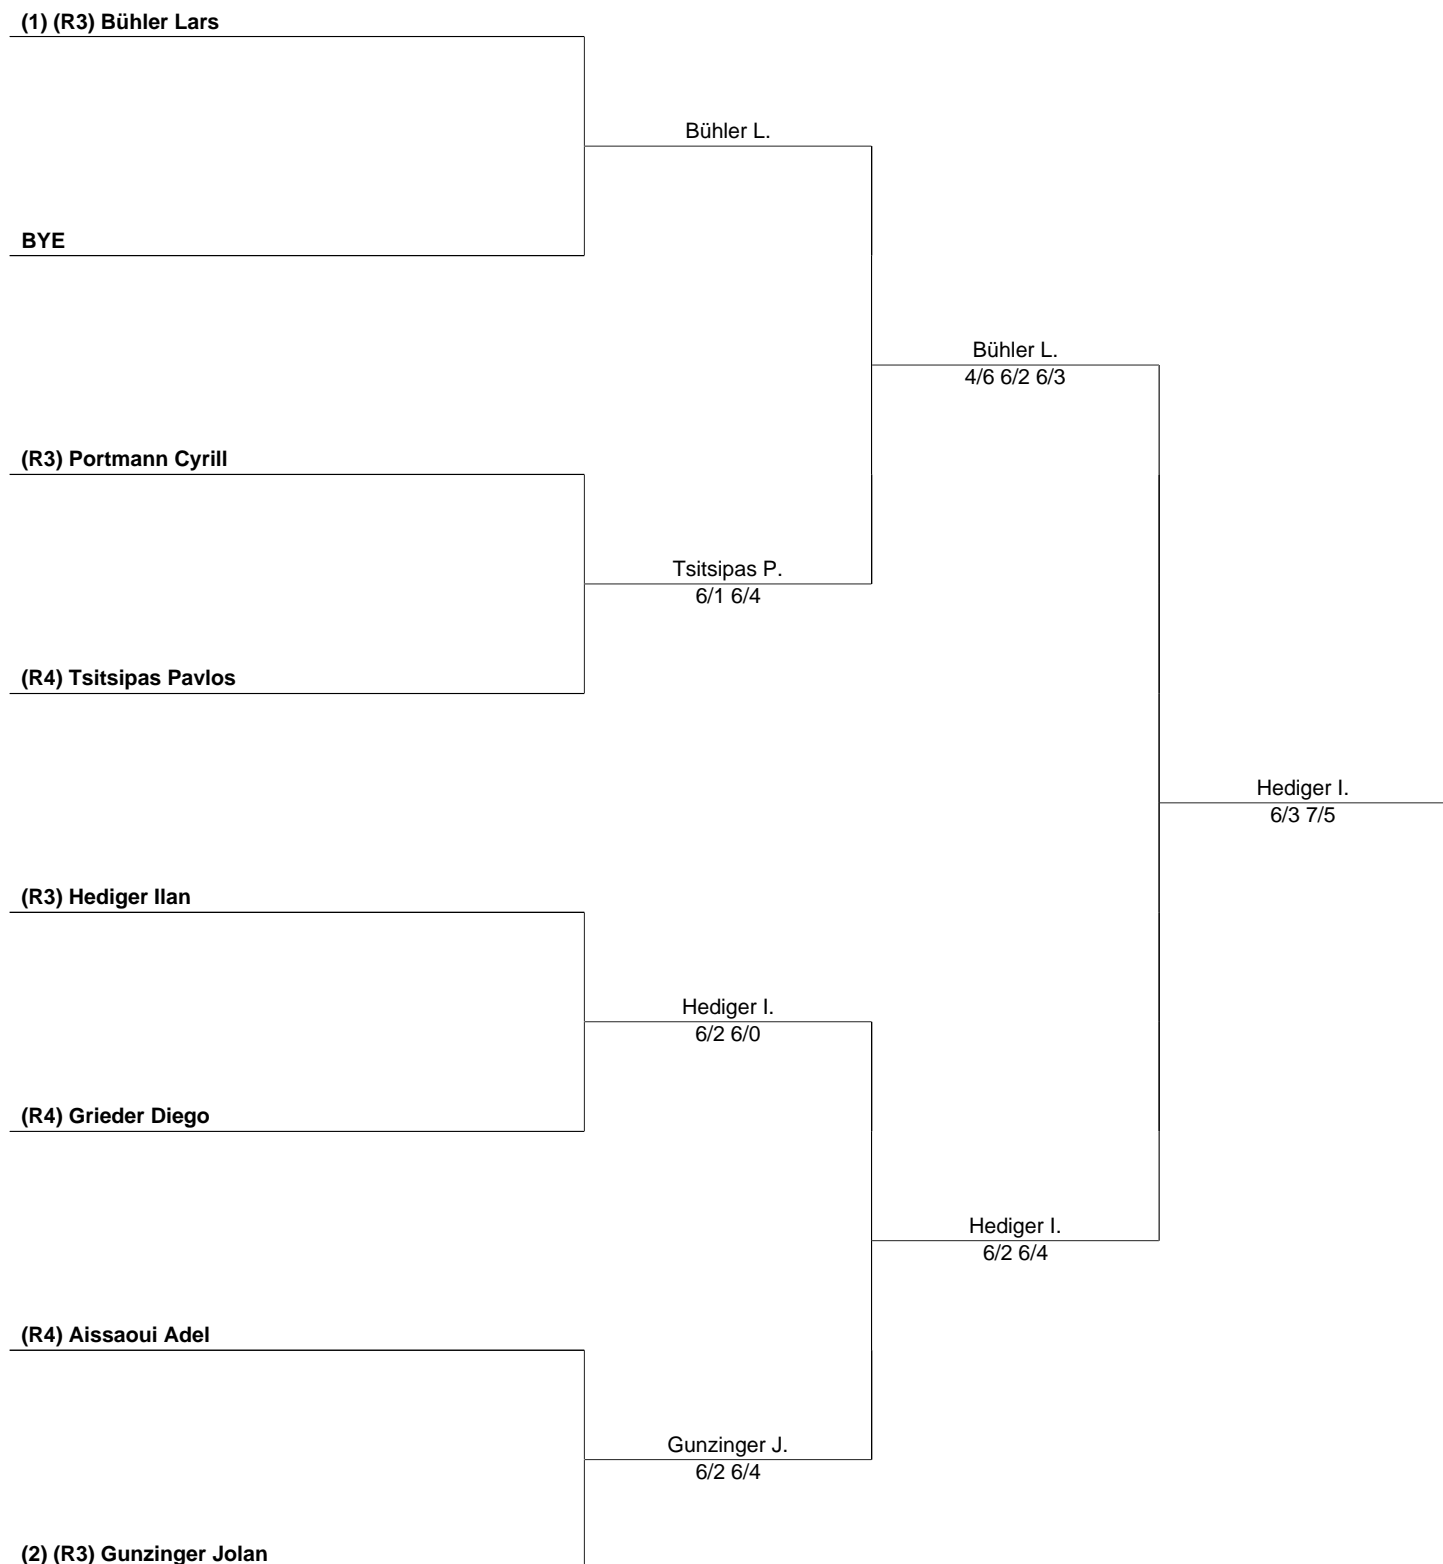 (1) (R3) Bühler Lars
Bühler L.
BYE
Bühler L.
4/6 6/2 6/3
(R3) Portmann Cyrill
Tsitsipas P.
6/1 6/4
(R4) Tsitsipas Pavlos
Hediger I.
6/3 7/5
(R3) Hediger Ilan
Hediger I.
6/2 6/0
(R4) Grieder Diego
Hediger I.
6/2 6/4
(R4) Aissaoui Adel
Gunzinger J.
6/2 6/4
(2) (R3) Gunzinger Jolan